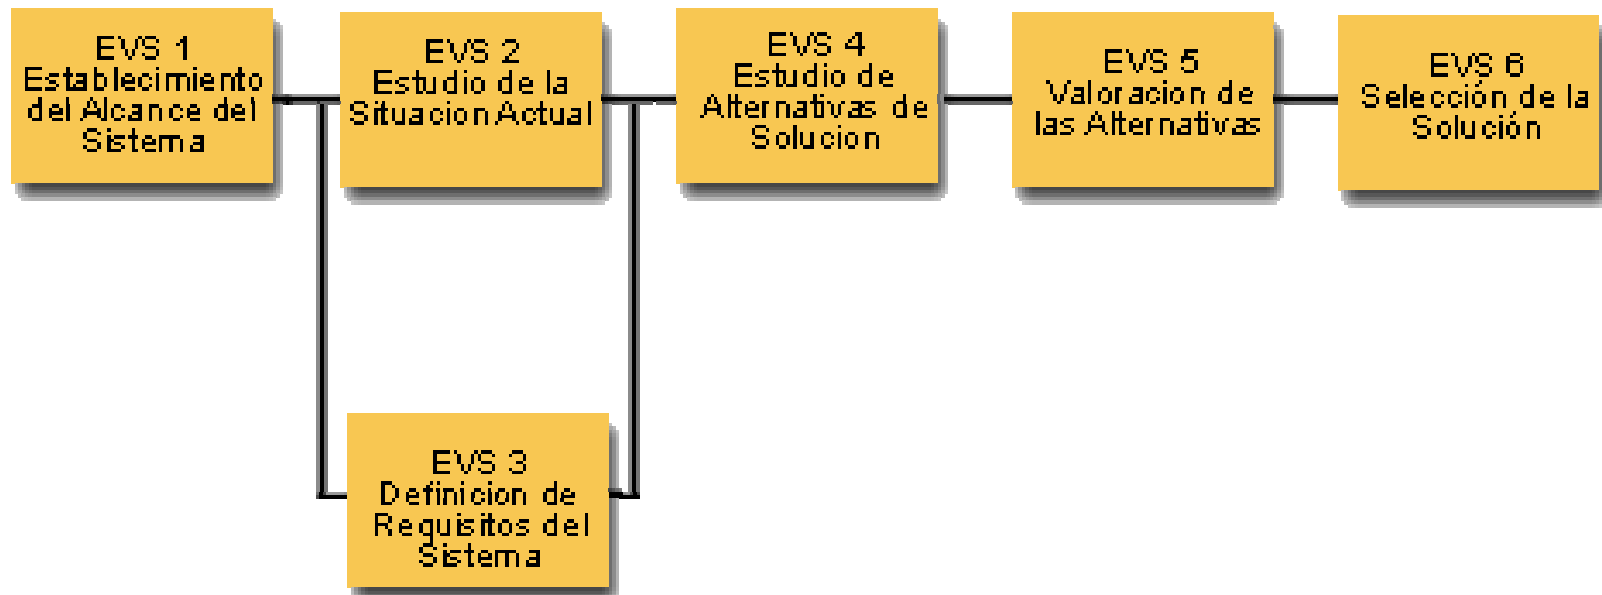 EVS 1
Establecimiento
del Alcance del
Sistema
EVS 2
Estudio de la
Situacion Actual
EVS 4
Estudio de
Alternativas de
Solucion
EVS 5
Valoracion de
las Alternativas
EVS 6
Selección de la
Solución
EVS 3
Definicion de
Requisitos del
Sistema